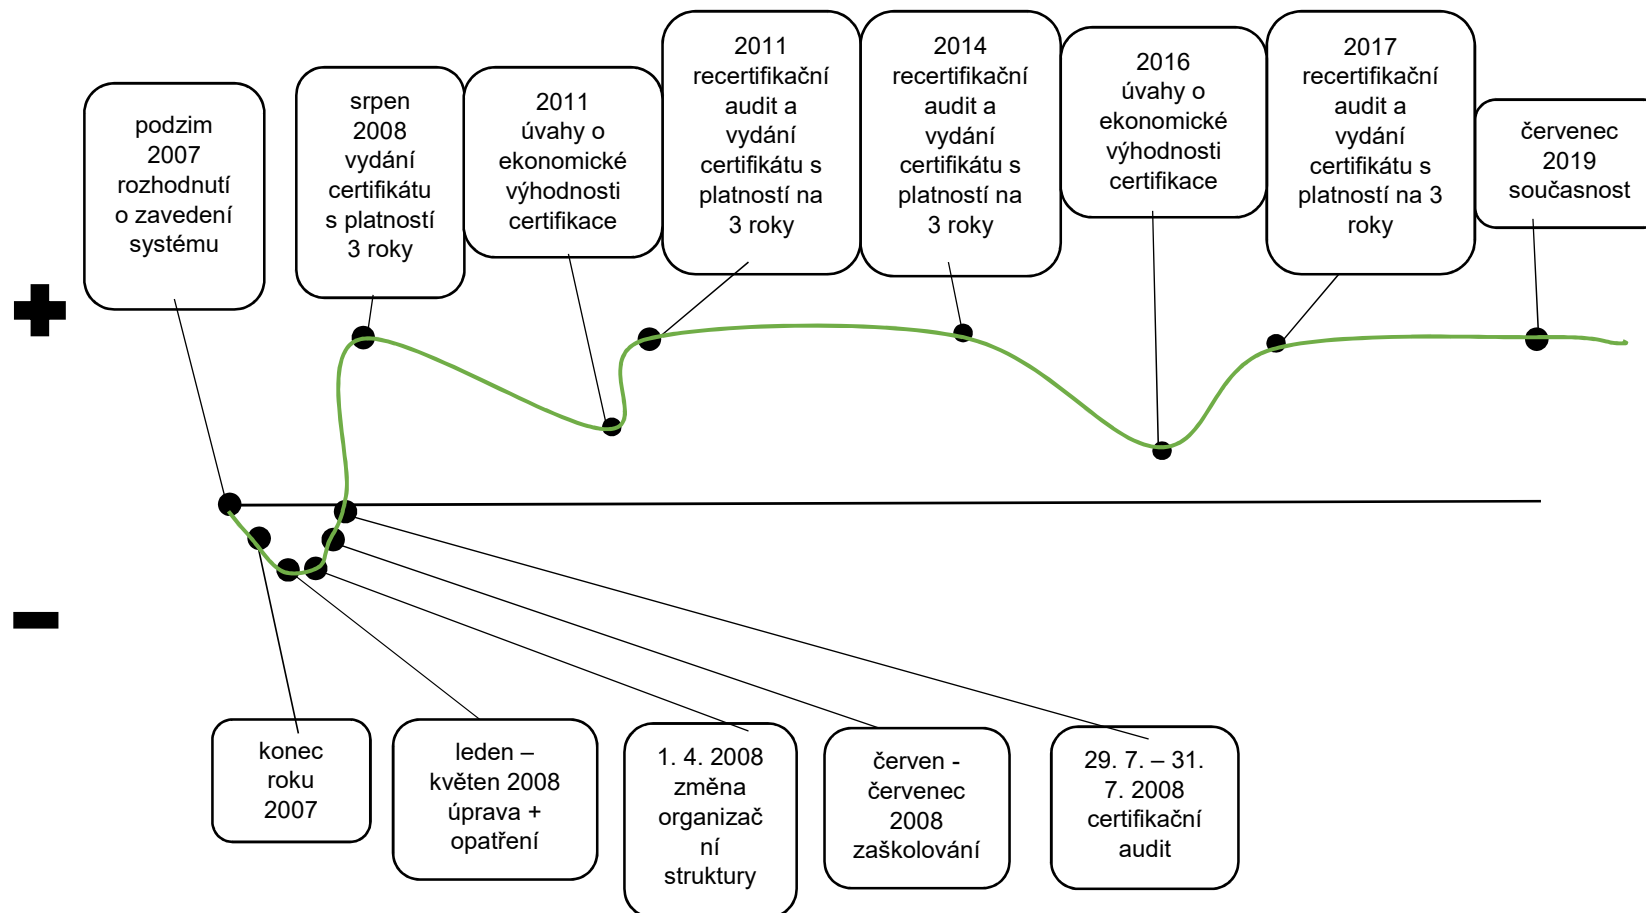 podzim
2007
rozhodnutí
o zavedení
systému
srpen
2008
vydání
certifikátu
s platností
3 roky
2011
úvahy o
ekonomické
výhodnosti
certifikace
2011
recertifikační
audit a
vydání
certifikátu s
platností na
3 roky
2014
recertifikační
audit a
vydání
certifikátu s
platností na
3 roky
2016
úvahy o
ekonomické
výhodnosti
certifikace
2017
recertifikační
audit a
vydání
certifikátu s
platností na 3
roky
červenec
2019
současnost
konec
roku
2007
leden –
květen 2008
úprava +
opatření
1. 4. 2008
změna
organizač
ní
struktury
červen -
červenec
2008
zaškolování
29. 7. – 31.
7. 2008
certifikační
audit